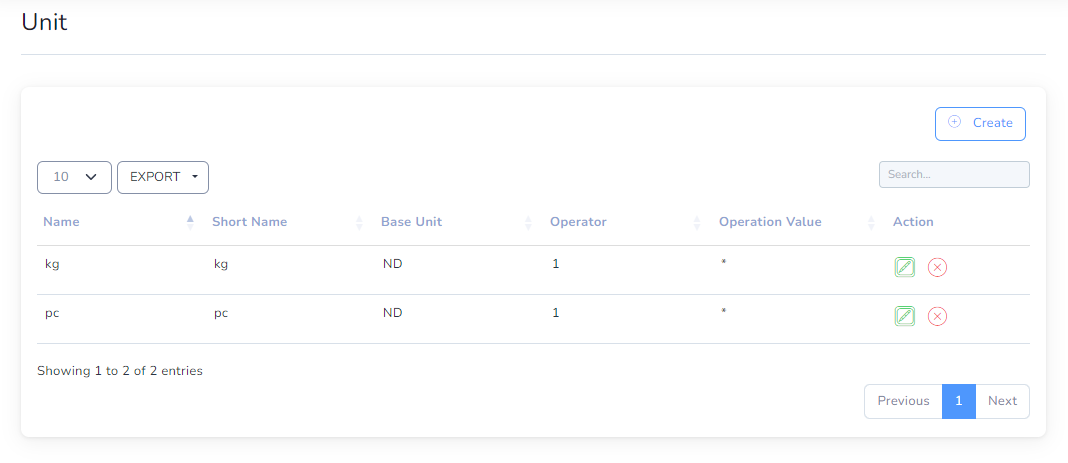 Unit
Create
10 EXPORT Search...
Name Short Name Base Unit Operator Operation Value Action
kg kg ND 1 *
pc pc ND 1 *
Showing 1 to 2 of 2 entries
Previous 1 Next